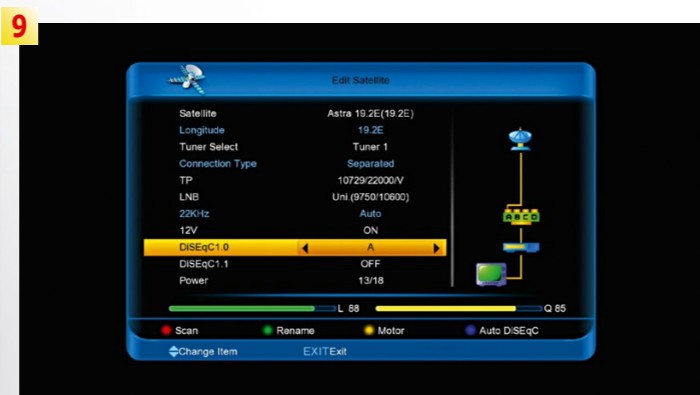 9
Edit Satellite
Satellite Astra 19.2E(19.2E)
Longitude 19.2E
Tuner Select Tuner 1
Connection Type Separated
TP 10729/22000/V
LNB Uni.(9750/10600)
22KHz Auto
12V ON
DiSEqC1.0 A
DiSEqC1.1 OFF
Power 13/18
A B C D
L 88 Q 85
Scan Rename Motor Auto DiSEqC
Change Item EXITExit